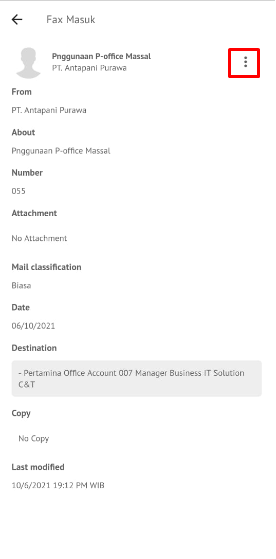 Fax Masuk
Pnggunaan P-office Massal
PT. Antapani Purawa
From
PT. Antapani Purawa
About
Pnggunaan P-office Massal
Number
055
Attachment
No Attachment
Mail classification
Biasa
Date
06/10/2021
Destination
- Pertamina Office Account 007 Manager Business IT Solution
C&T
Copy
No Copy
Last modified
10/6/2021 19:12 PM WIB